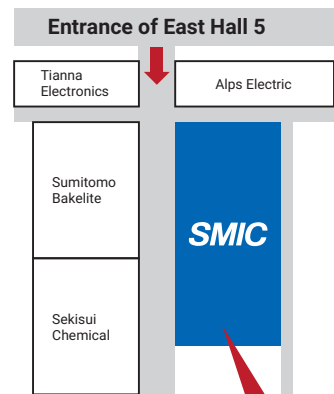 Entrance of East Hall 5
Tianna
Electronics
Alps Electric
Sumitomo
Bakelite
SMIC
Sekisui
Chemical